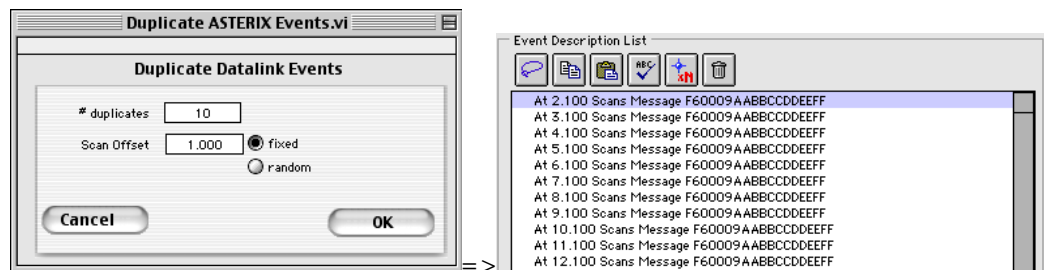 Duplicate ASTERIX Events.vi
Duplicate Datalink Events
# duplicates 10
Scan Offset 1.000 fixed
random
Cancel OK
= >
Event Description List
ABC
xN
At 2.100 Scans Message F60009AABBCCDDEEFF
At 3.100 Scans Message F60009AABBCCDDEEFF
At 4.100 Scans Message F60009AABBCCDDEEFF
At 5.100 Scans Message F60009AABBCCDDEEFF
At 6.100 Scans Message F60009AABBCCDDEEFF
At 7.100 Scans Message F60009AABBCCDDEEFF
At 8.100 Scans Message F60009AABBCCDDEEFF
At 9.100 Scans Message F60009AABBCCDDEEFF
At 10.100 Scans Message F60009AABBCCDDEEFF
At 11.100 Scans Message F60009AABBCCDDEEFF
At 12.100 Scans Message F60009AABBCCDDEEFF